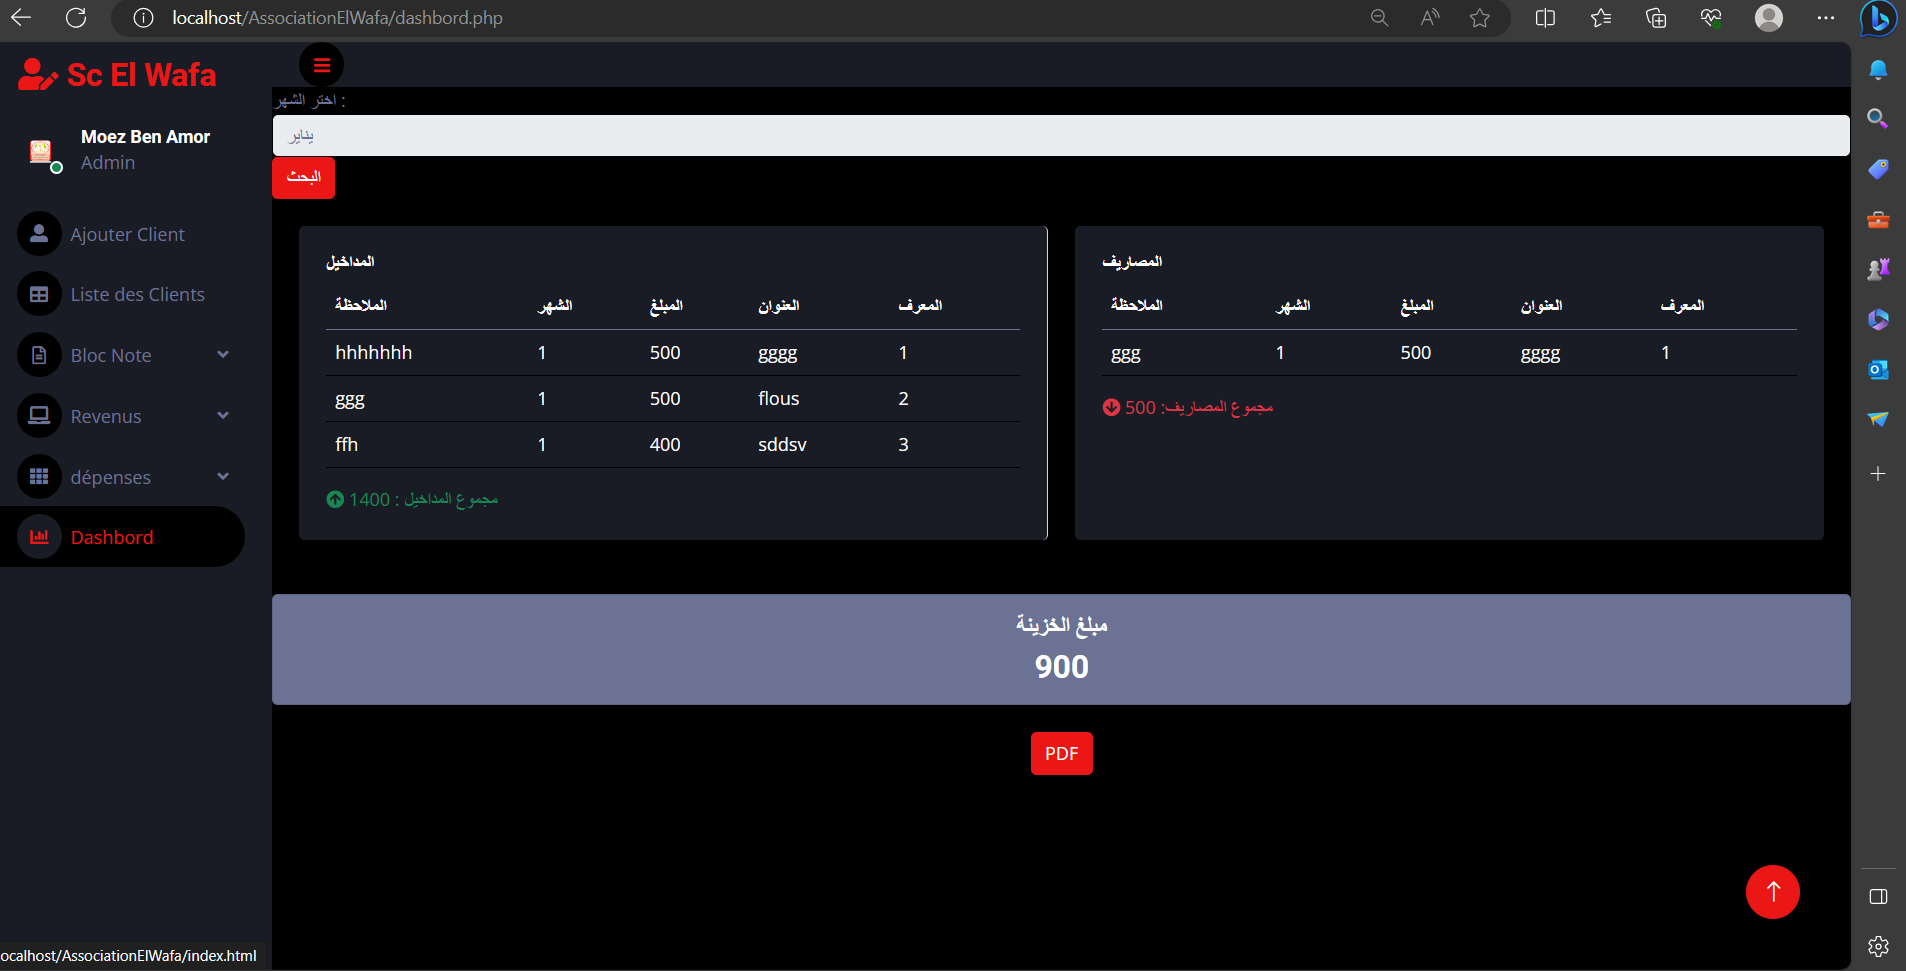 localhost/AssociationElWafa/dashbord.php
Sc El Wafa
Moez Ben Amor
Admin
Ajouter Client
Liste des Clients
Bloc Note
Revenus
dépenses
Dashbord
اختر الشهر :
يناير
البحث
المداخيل
الملاحظة الشهر المبلغ العنوان المعرف
hhhhhhh 1 500 gggg 1
ggg 1 500 flous 2
ffh 1 400 sddsv 3
مجموع المداخيل : 1400
المصاريف
الملاحظة الشهر المبلغ العنوان المعرف
ggg 1 500 gggg 1
مجموع المصاريف: 500
مبلغ الخزينة
900
PDF
ocalhost/AssociationElWafa/index.html